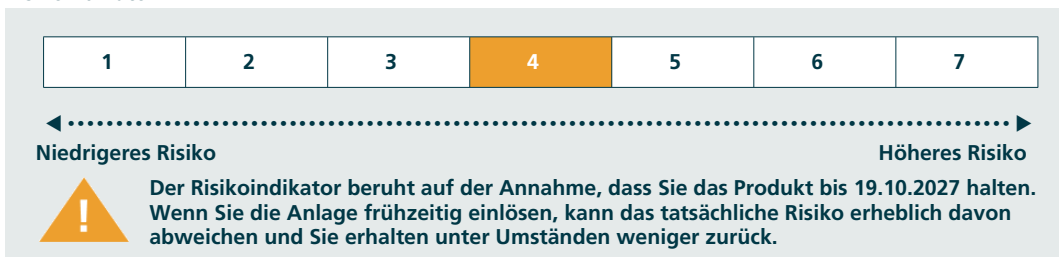 1 2 3 4 5 6 7
Niedrigeres Risiko Höheres Risiko
Der Risikoindikator beruht auf der Annahme, dass Sie das Produkt bis 19.10.2027 halten.
Wenn Sie die Anlage frühzeitig einlösen, kann das tatsächliche Risiko erheblich davon
abweichen und Sie erhalten unter Umständen weniger zurück.